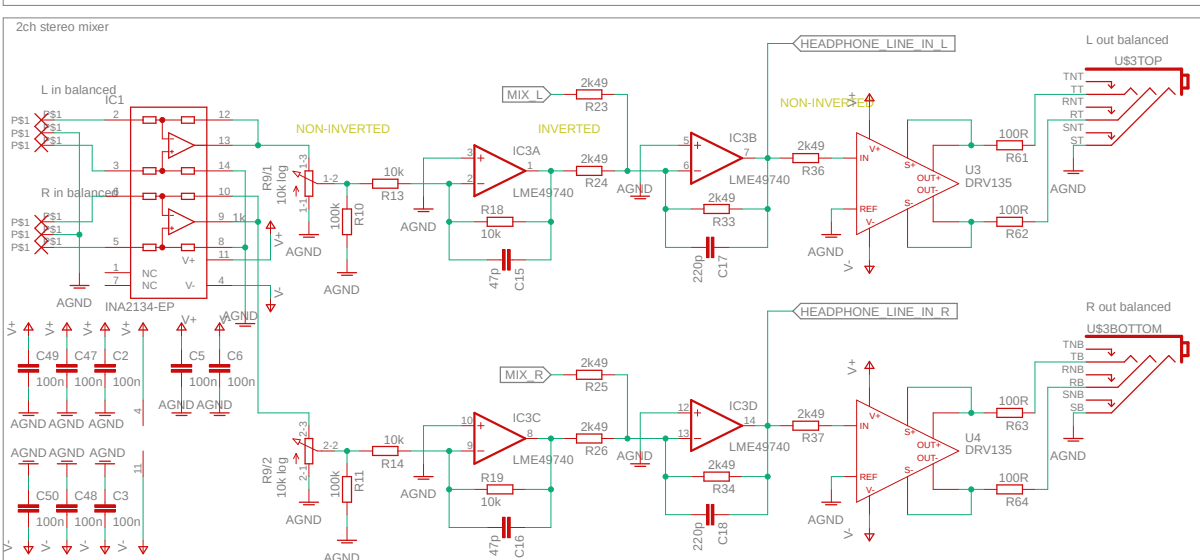 2ch stereo mixer
HEADPHONE_LINE_IN_L
L out balanced
U$3TOP
L in balanced
IC1
P$1
P$1
P$1
P$1
2
3
12
13
14
NON-INVERTED
MIX_L
2k49
R23
INVERTED
NON-INVERTED
V+
TNT
TT
RNT
RT
SNT
ST
AGND
R in balanced
P$1
P$1
P$1
P$1
6
5
10
9
8
11
4
1k
V+
V-
1
7
NC
NC
V+
V-
INA2134-EP
AGND
AGND
R9/1
10k log
1-3
1-2
1-1
AGND
100k
R10
AGND
10k
R13
AGND
3
2
1
+
−
IC3A
LME49740
R18
10k
47p
C15
2k49
R24
AGND
5
6
7
+
−
IC3B
LME49740
2k49
R33
220p
C17
2k49
R36
AGND
IN
REF
V+
V-
S+
OUT+
OUT-
S-
U3
DRV135
V-
100R
R61
100R
R62
HEADPHONE_LINE_IN_R
R out balanced
U$3BOTTOM
TNB
TB
RNB
RB
SNB
SB
AGND
V+
V+
V+
V+
V+
C49
100n
C47
100n
C2
100n
C5
100n
C6
100n
AGND
AGND
AGND
AGND
AGND
4
11
AGND
AGND
AGND
C50
100n
C48
100n
C3
100n
V-
V-
V-
MIX_R
2k49
R25
R9/2
10k log
2-3
2-2
2-1
AGND
100k
R11
AGND
10k
R14
AGND
10
9
8
+
−
IC3C
LME49740
R19
10k
47p
C16
2k49
R26
AGND
12
13
14
+
−
IC3D
LME49740
2k49
R34
220p
C18
2k49
R37
AGND
V+
IN
REF
V+
V-
S+
OUT+
OUT-
S-
U4
DRV135
V-
100R
R63
100R
R64